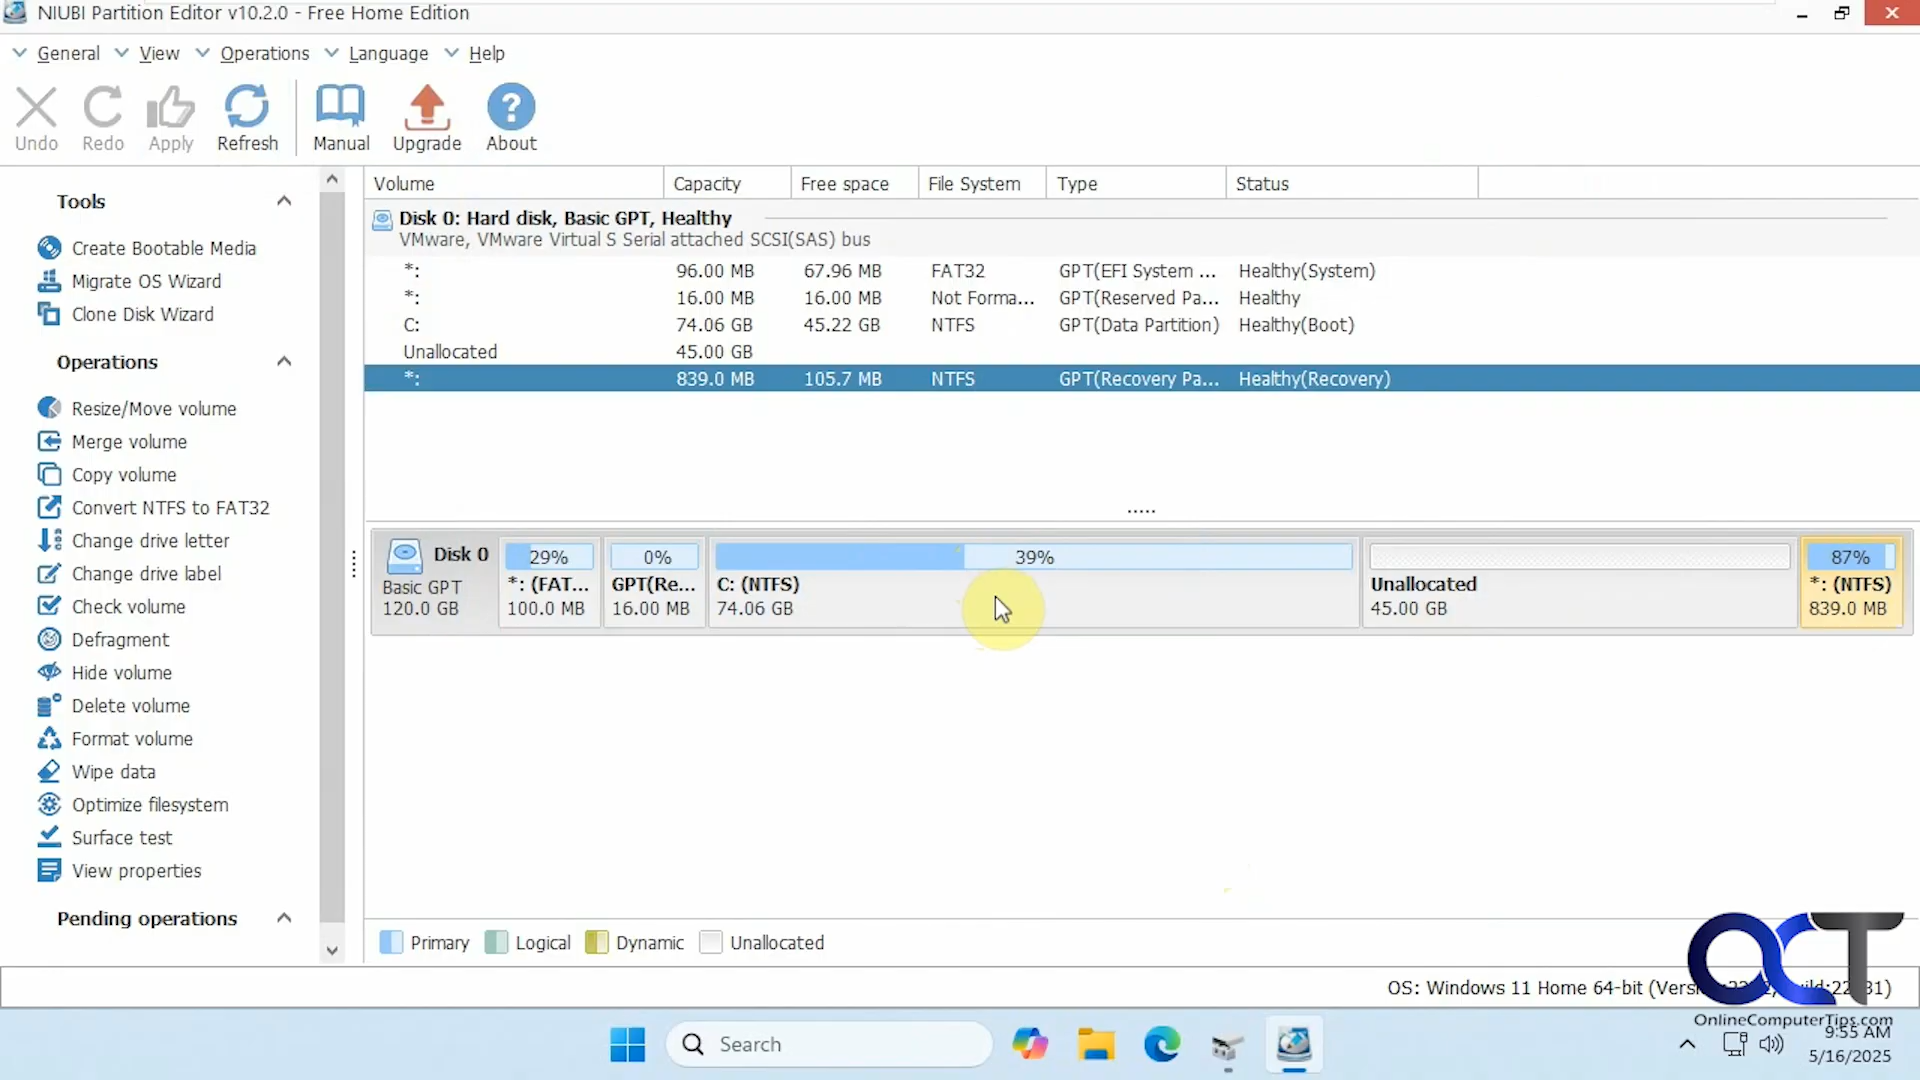 NIUBI Partition Editor v10.2.0 - Free Home Edition
General View Operations Language Help
Undo Redo Apply Refresh Manual Upgrade About
Tools
Create Bootable Media
Migrate OS Wizard
Clone Disk Wizard
Operations
Resize/Move volume
Merge volume
Copy volume
Convert NTFS to FAT32
Change drive letter
Change drive label
Check volume
Defragment
Hide volume
Delete volume
Format volume
Wipe data
Optimize filesystem
Surface test
View properties
Pending operations
Volume Capacity Free space File System Type Status
Disk 0: Hard disk, Basic GPT, Healthy
VMware, VMware Virtual S Serial attached SCSI(SAS) bus
*: 96.00 MB 67.96 MB FAT32 GPT(EFI System ... Healthy(System)
*: 16.00 MB 16.00 MB Not Forma... GPT(Reserved Pa... Healthy
C: 74.06 GB 45.22 GB NTFS GPT(Data Partition) Healthy(Boot)
Unallocated 45.00 GB
*: 839.0 MB 105.7 MB NTFS GPT(Recovery Pa... Healthy(Recovery)
.....
Disk 0
Basic GPT
120.0 GB
29%
*: (FAT...
100.0 MB
0%
GPT(Re...
16.00 MB
39%
C: (NTFS)
74.06 GB
Unallocated
45.00 GB
87%
*: (NTFS)
839.0 MB
Primary Logical Dynamic Unallocated
OS: Windows 11 Home 64-bit
OCT
OnlineComputerTips.com
Search
9:55 AM
5/16/2025